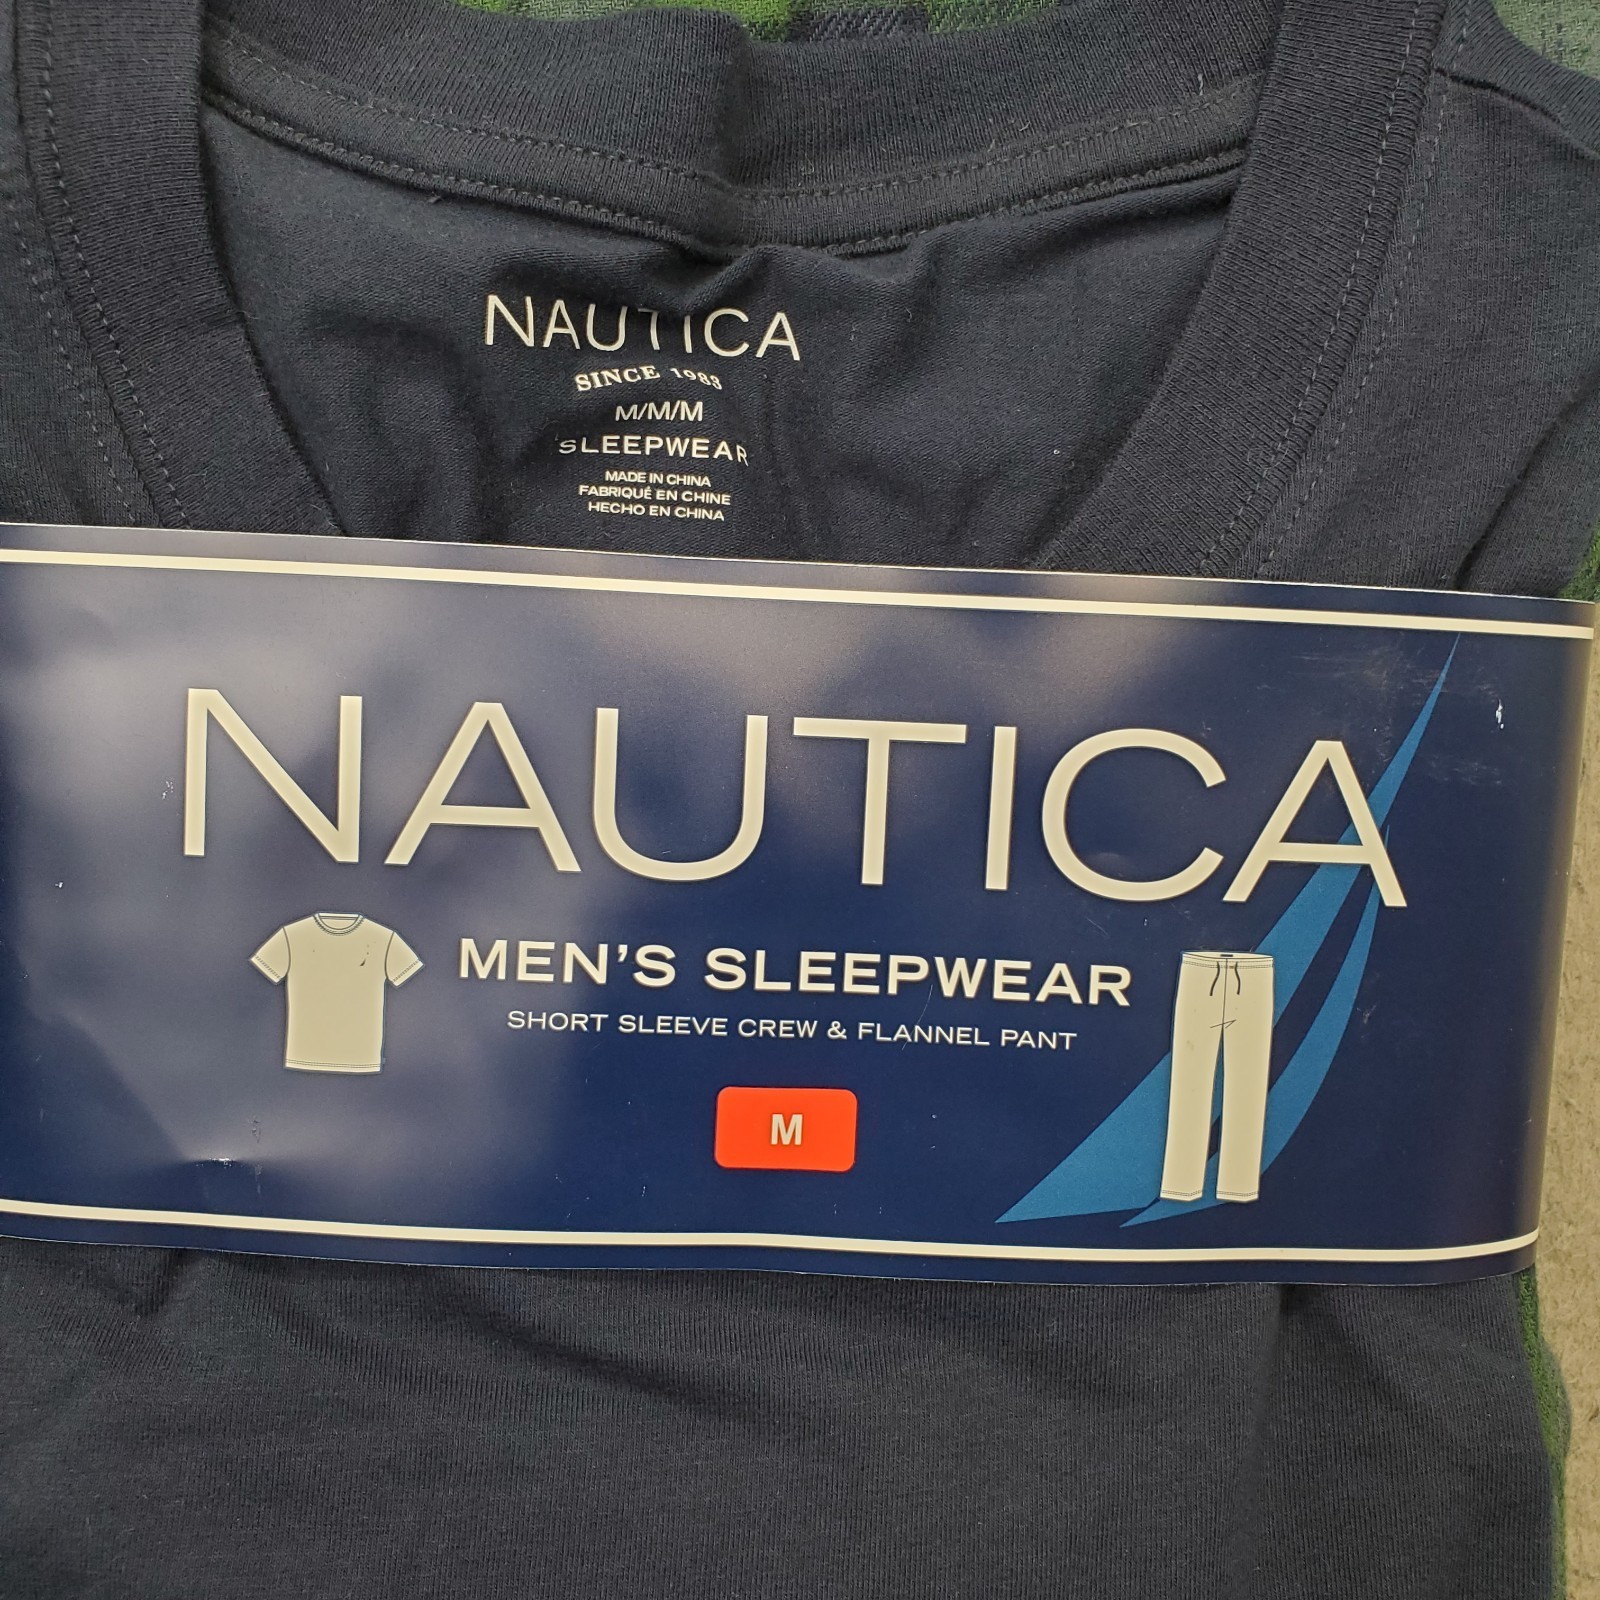 NAUTICA
SINCE 1983
M/M/M
SLEEPWEAR
MADE IN CHINA
FABRIQUÉ EN CHINE
HECHO EN CHINA
NAUTICA
MEN'S SLEEPWEAR
SHORT SLEEVE CREW & FLANNEL PANT
M